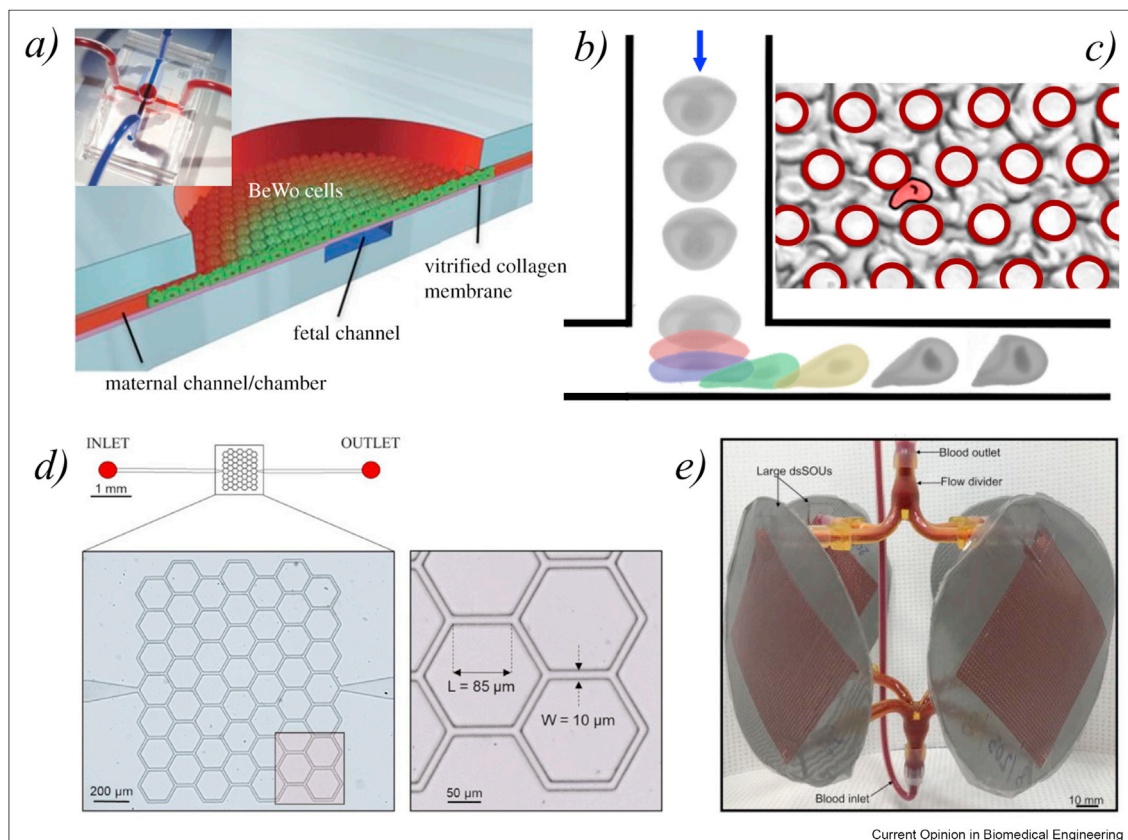 a)
BeWo cells
vitrified collagen
membrane
fetal channel
maternal channel/chamber
b)
c)
d)
INLET
OUTLET
1 mm
200 µm
L = 85 µm
W = 10 µm
50 µm
e)
Blood outlet
Flow divider
Large dsSOUs
Blood inlet
10 mm
Current Opinion in Biomedical Engineering